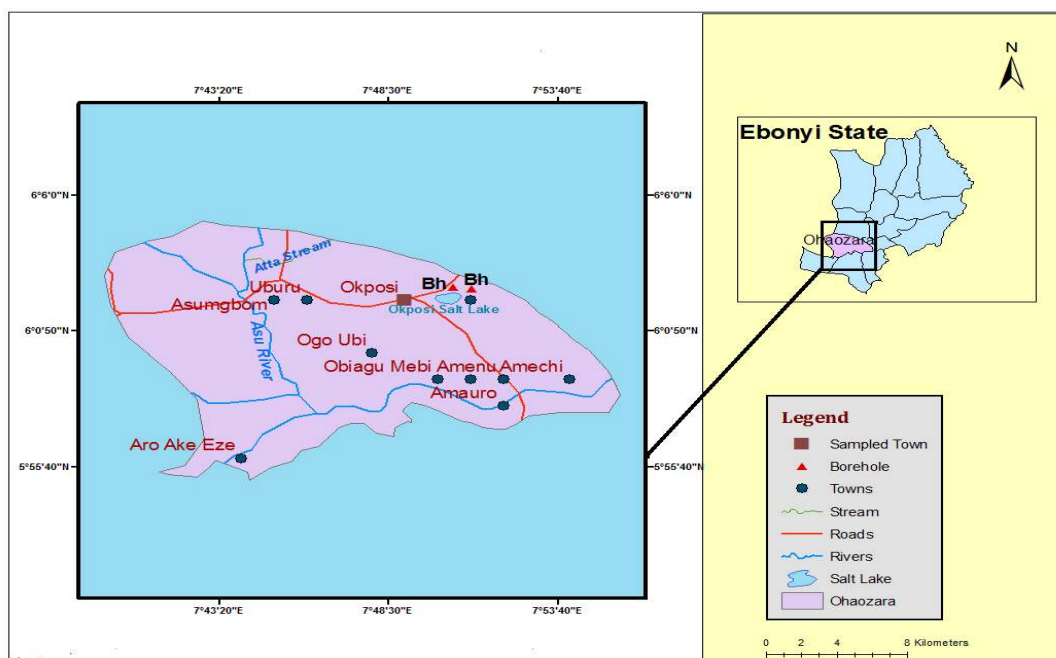 7°43'20"E 7°48'30"E 7°53'40"E
6°6'0"N 6°6'0"N
Atta Stream
Bh Bh
Uburu Okposi
Asumgbom
Okposi Salt Lake
6°0'50"N 6°0'50"N
Asu River
Ogo Ubi
Obiagu Mebi Amenu Amechi
Amauro
Aro Ake Eze
5°55'40"N 5°55'40"N
7°43'20"E 7°48'30"E 7°53'40"E
N
Ebonyi State
Ohaozara
Legend
Sampled Town
Borehole
Towns
Stream
Roads
Rivers
Salt Lake
Ohaozara
0 2 4 8 Kilometers